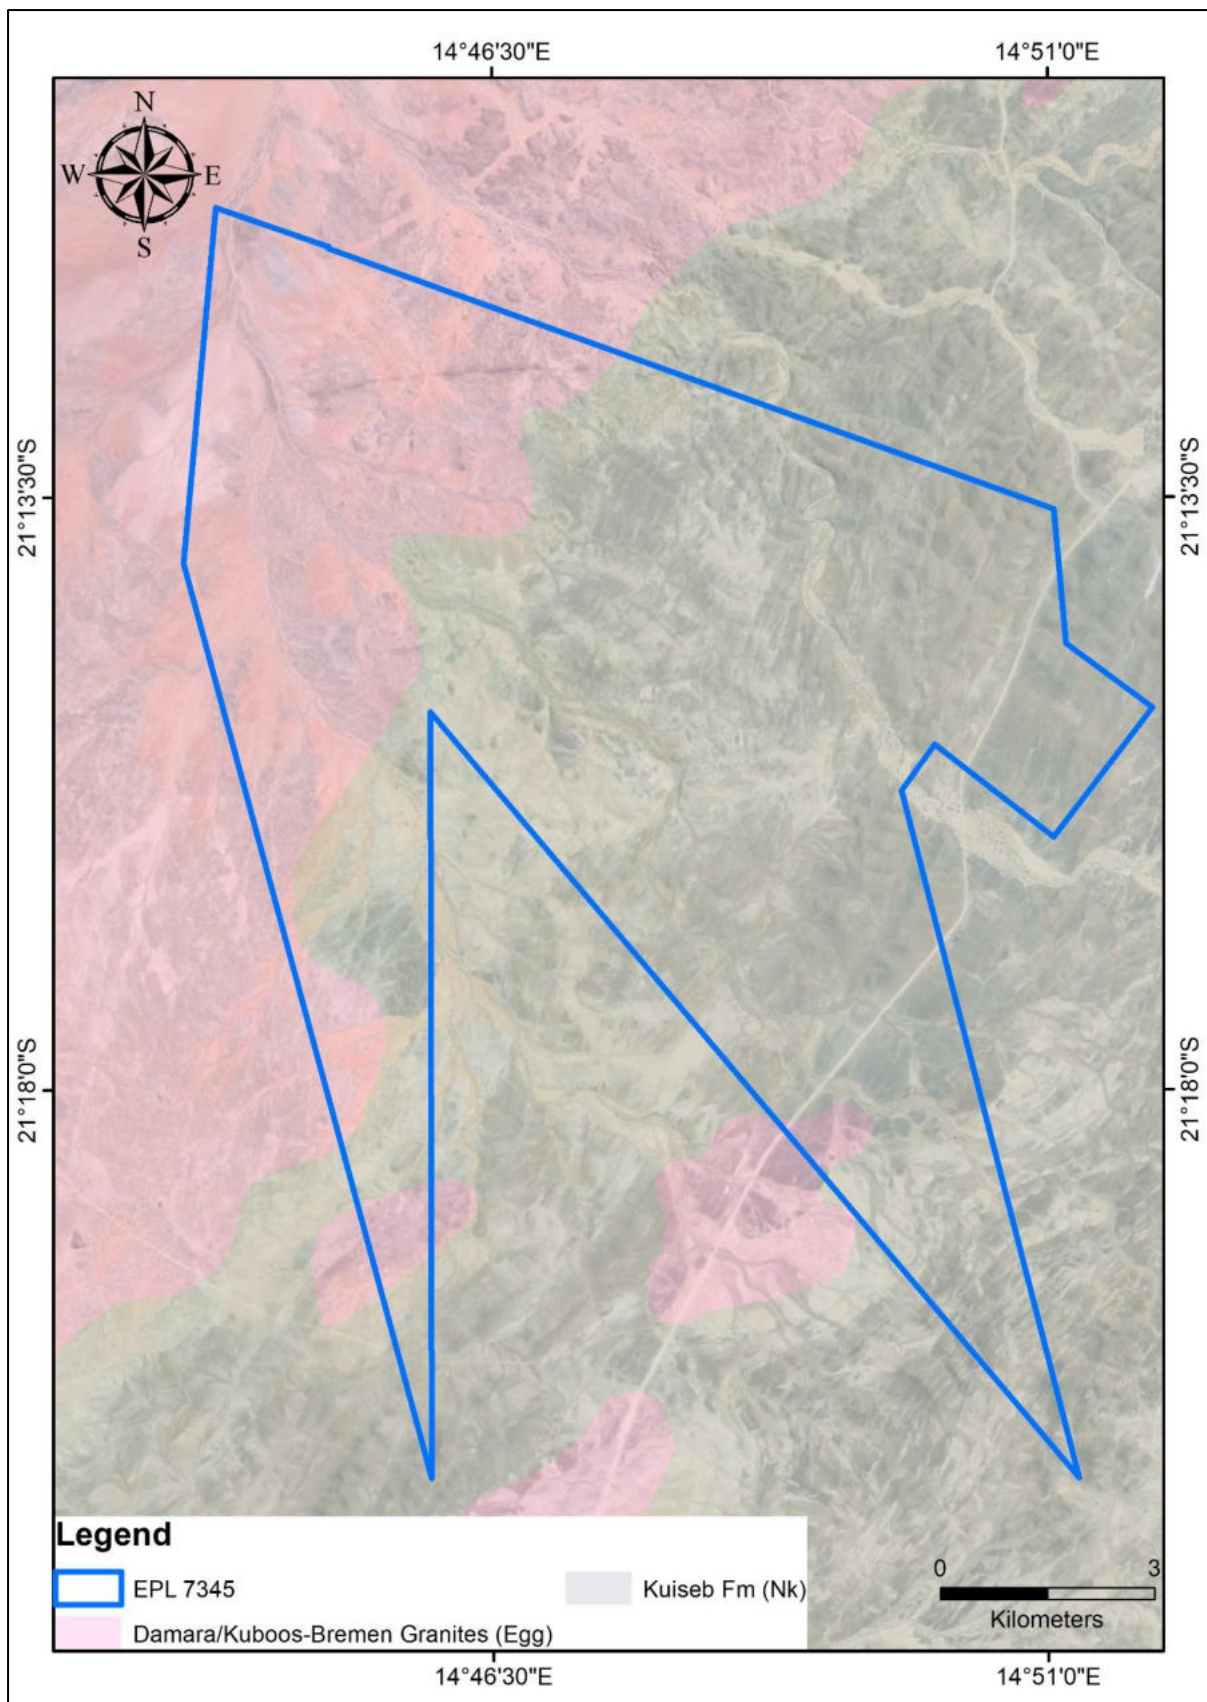 14°46'30"E
14°51'0"E
N
W
E
S
21°13'30"S
21°13'30"S
21°18'0"S
21°18'0"S
Legend
EPL 7345
Kuiseb Fm (Nk)
Damara/Kuboos-Bremen Granites (Egg)
0
3
Kilometers
14°46'30"E
14°51'0"E